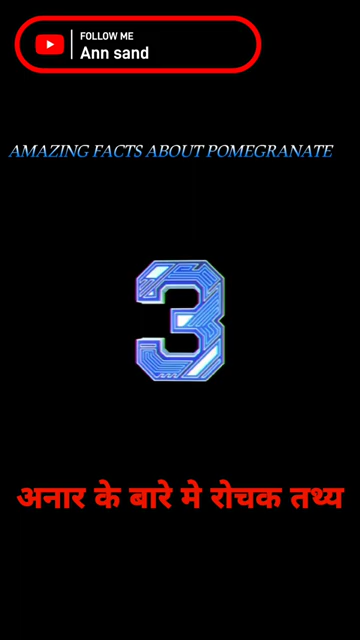 FOLLOW ME
Ann sand
AMAZING FACTS ABOUT POMEGRANATE
3
अनार के बारे मे रोचक तथ्य